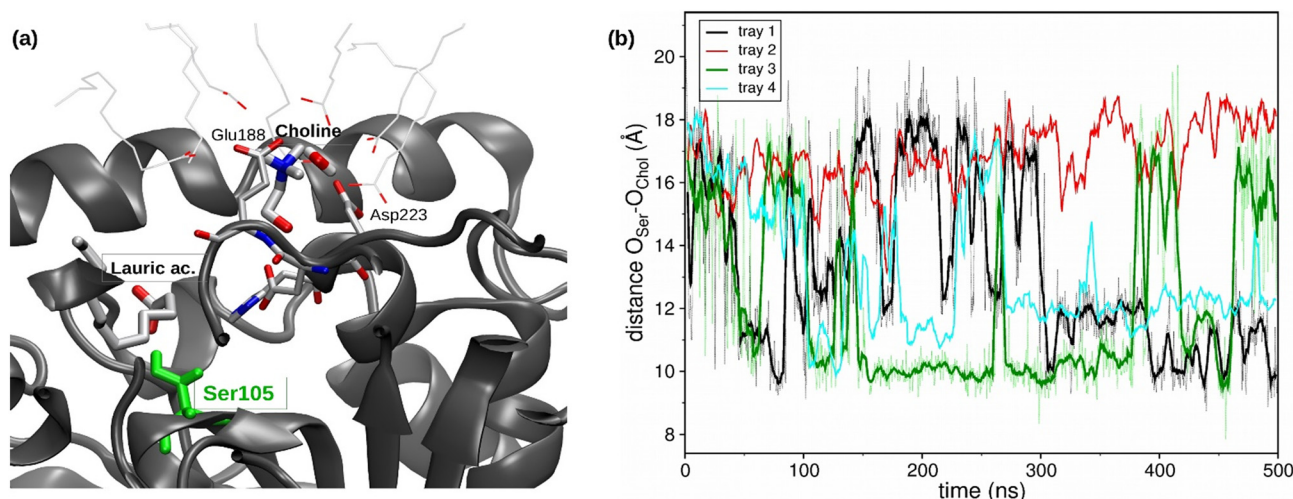 (a)
Glu188
Choline
Asp223
Lauric ac.
Ser105
(b)
distance OSer-OChol (Å)
20
18
16
14
12
10
8
tray 1
tray 2
tray 3
tray 4
0
100
200
300
400
500
time (ns)